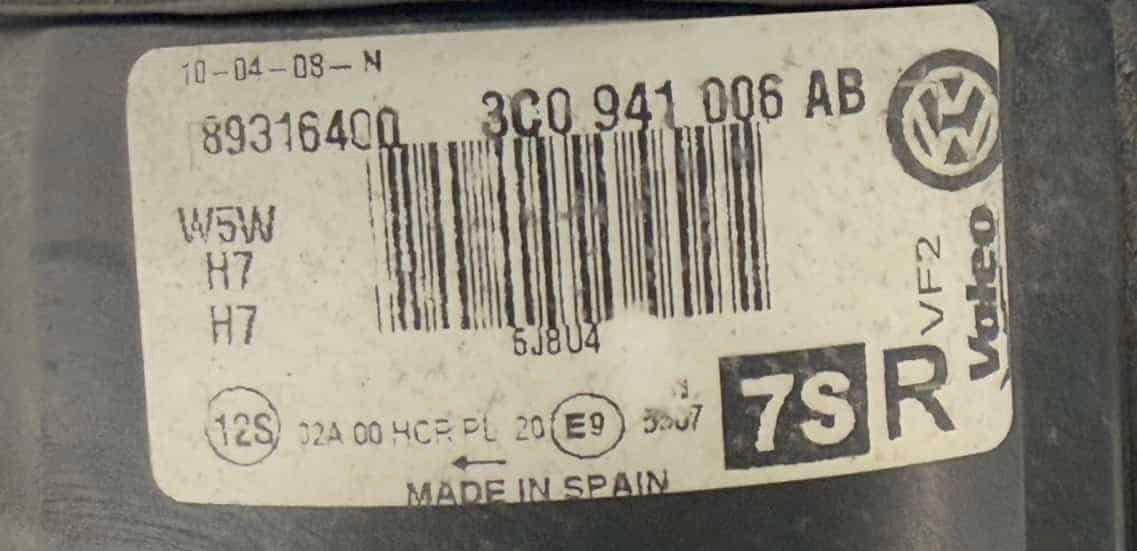 10-04-08-N
89316400 3C0 941 006 AB
W5W
H7
H7
6J8U4
VF2
Valeo
7S R
12S 02A 00 HCR PL 20 E9
MADE IN SPAIN